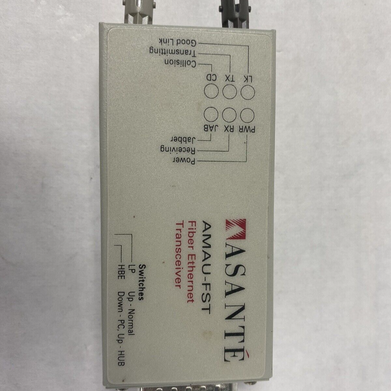 ASANTÉ
AMAU-FST
Fiber Ethernet
Transceiver
Switches
LP Up - Normal
HBE Down - PC, Up - HUB
Power
Receiving
Jabber
PWR RX JAB
LK TX CD
Collision
Transmitting
Good Link